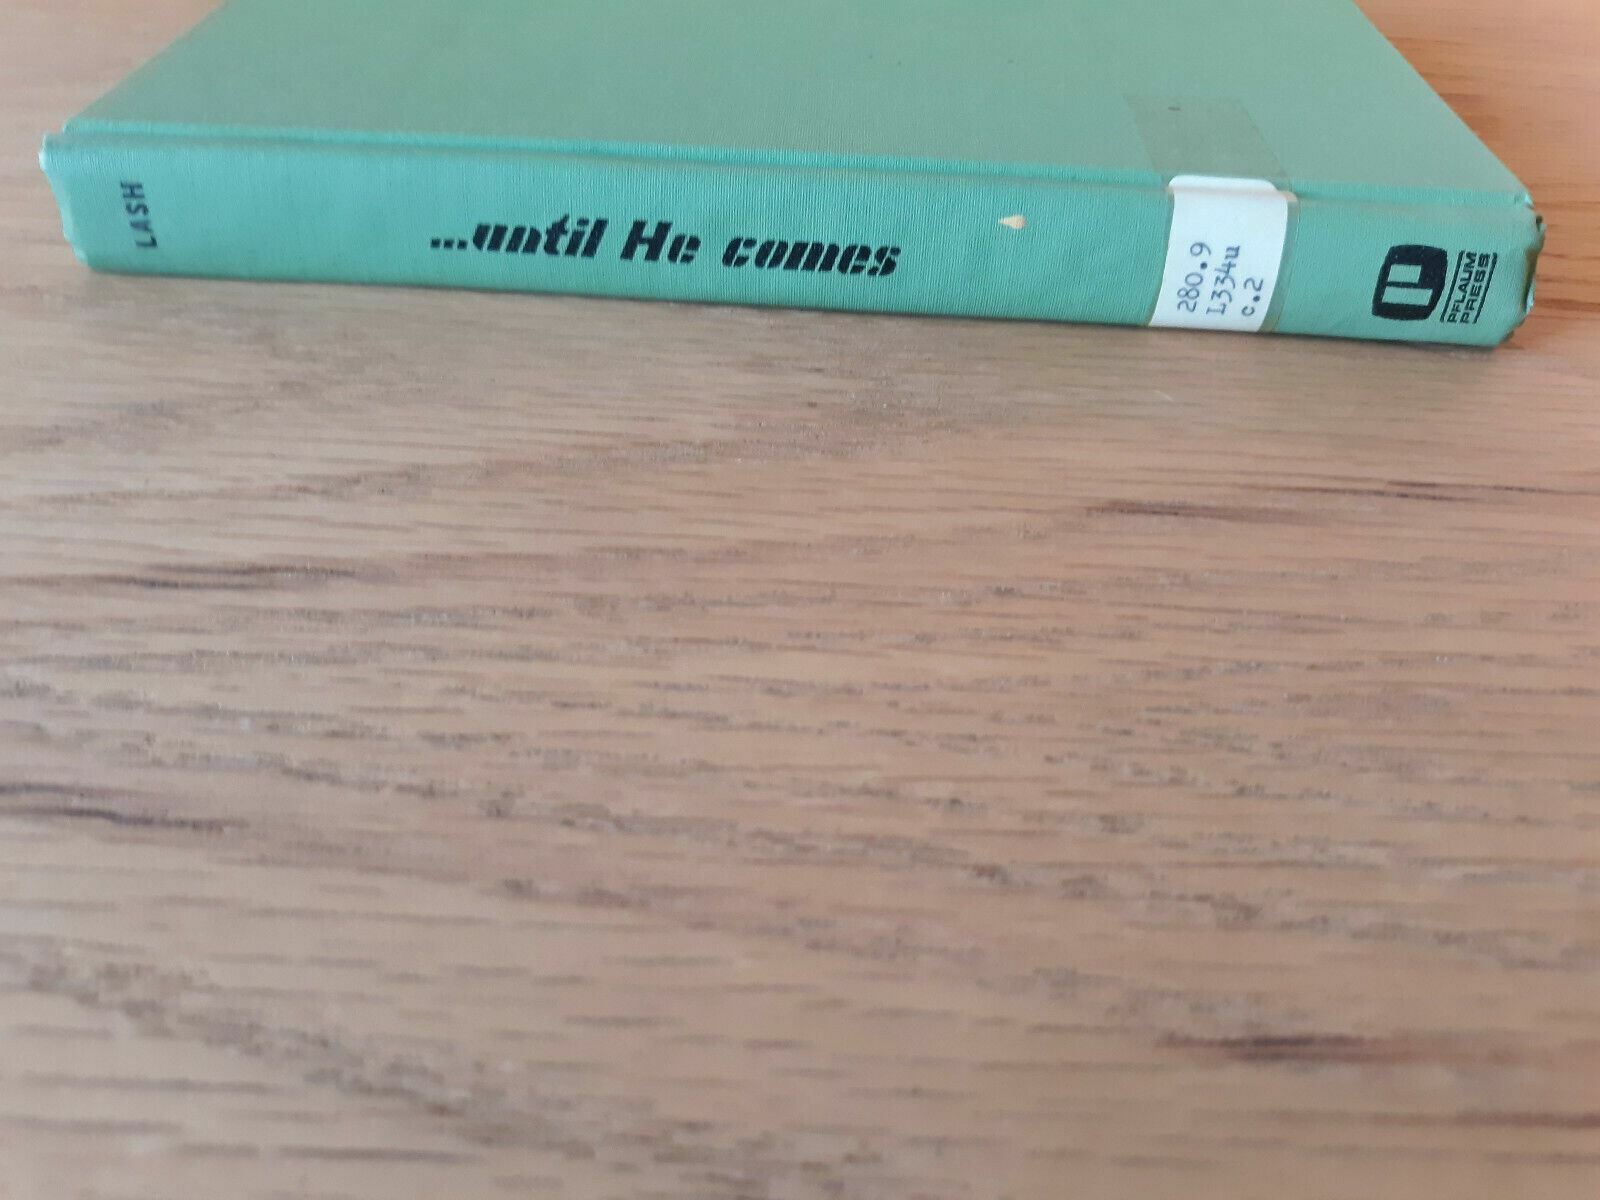 LASH
...until He comes
280.9
L334u
c.2
PFLAUM
PRESS